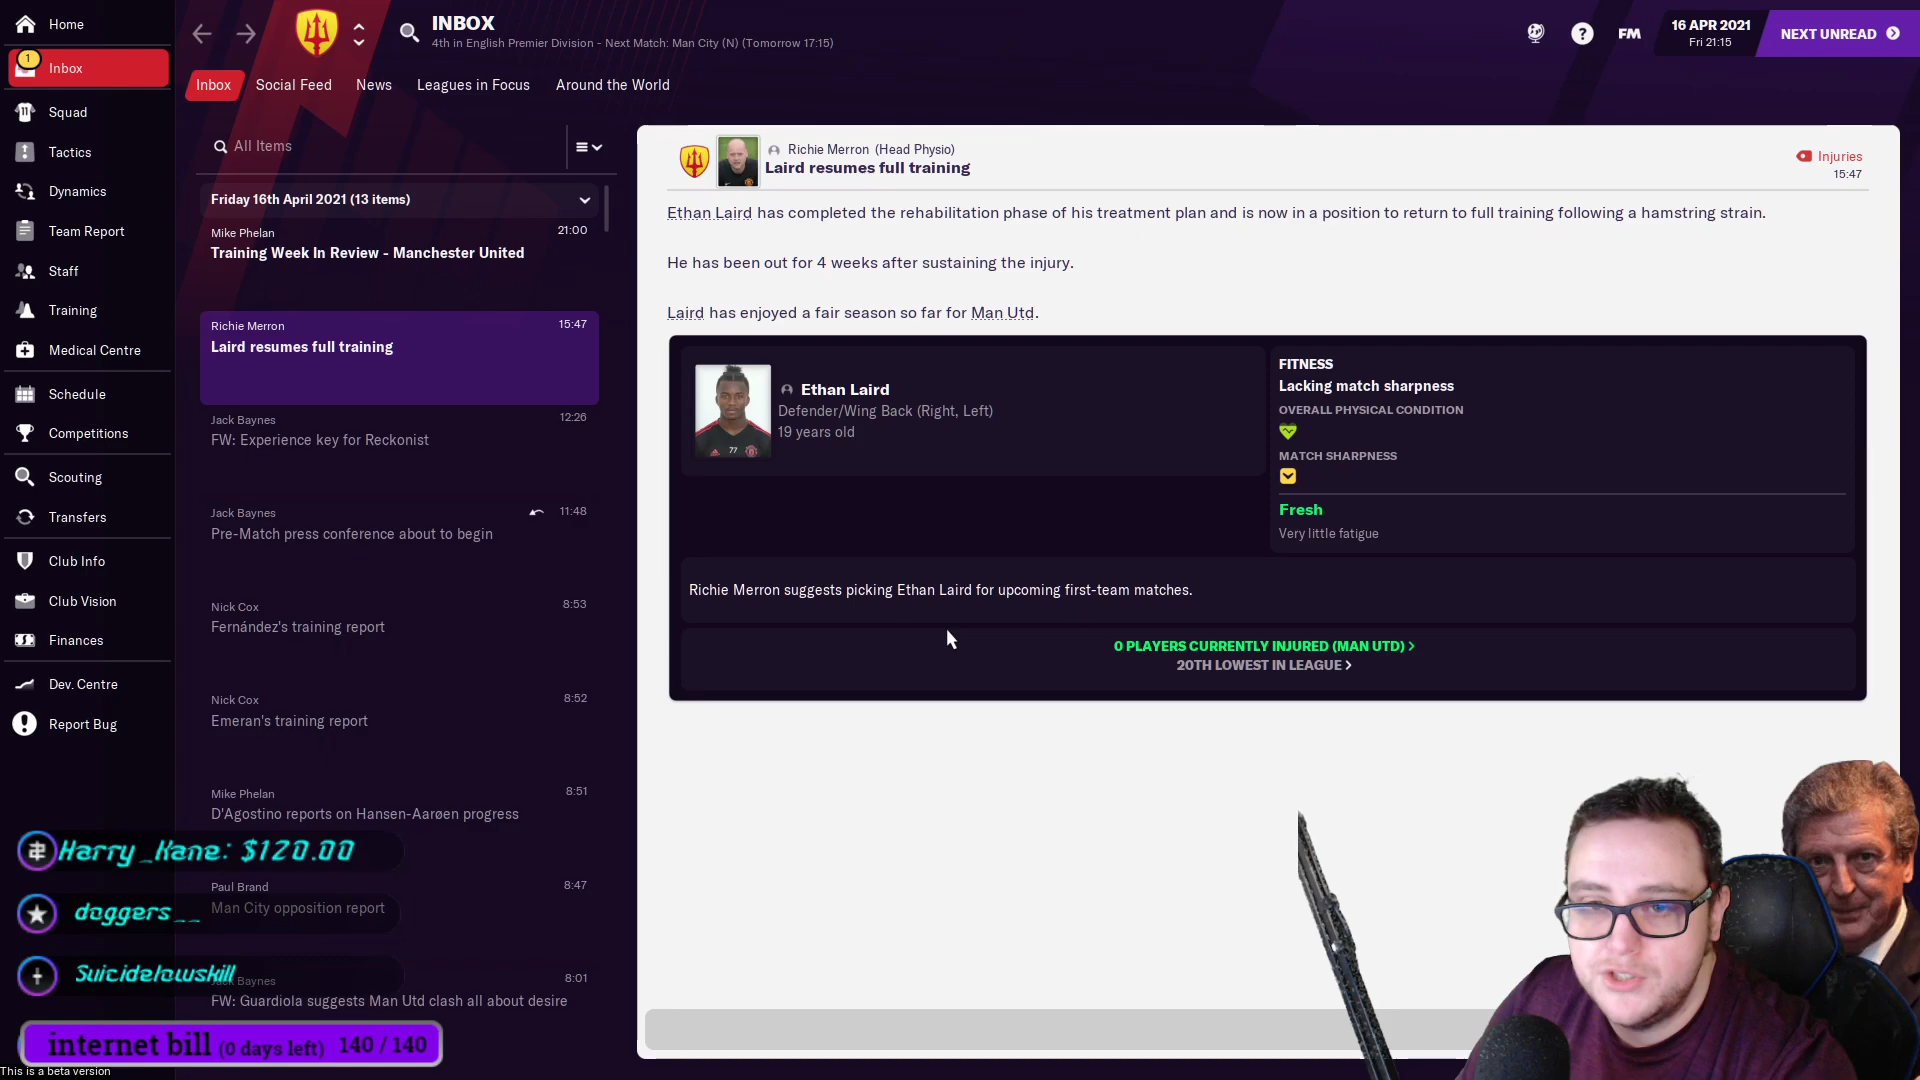 Home
1
Inbox
Squad
Tactics
Dynamics
Team Report
Staff
Training
Medical Centre
Schedule
Competitions
Scouting
Transfers
Club Info
Club Vision
Finances
Dev. Centre
Report Bug
INBOX
4th in English Premier Division - Next Match: Man City (N) (Tomorrow 17:15)
FM
16 APR 2021
Fri 21:15
NEXT UNREAD
Inbox
Social Feed
News
Leagues in Focus
Around the World
All Items
Friday 16th April 2021 (13 items)
Mike Phelan 21:00
Training Week In Review - Manchester United
Richie Merron 15:47
Laird resumes full training
Jack Baynes 12:26
FW: Experience key for Reckonist
Jack Baynes 11:48
Pre-Match press conference about to begin
Nick Cox 8:53
Fernández's training report
Nick Cox 8:52
Emeran's training report
Mike Phelan 8:51
D'Agostino reports on Hansen-Aarøen progress
Paul Brand 8:47
Man City opposition report
Jack Baynes 8:01
FW: Guardiola suggests Man Utd clash all about desire
Richie Merron (Head Physio)
Laird resumes full training
Injuries
15:47
Ethan Laird has completed the rehabilitation phase of his treatment plan and is now in a position to return to full training following a hamstring strain.
He has been out for 4 weeks after sustaining the injury.
Laird has enjoyed a fair season so far for Man Utd.
77
Ethan Laird
Defender/Wing Back (Right, Left)
19 years old
FITNESS
Lacking match sharpness
OVERALL PHYSICAL CONDITION
MATCH SHARPNESS
Fresh
Very little fatigue
Richie Merron suggests picking Ethan Laird for upcoming first-team matches.
0 PLAYERS CURRENTLY INJURED (MAN UTD) >
20TH LOWEST IN LEAGUE >
Harry_Kane: $120.00
daggers__
Suicidelowskill
internet bill (0 days left) 140 / 140
This is a beta version